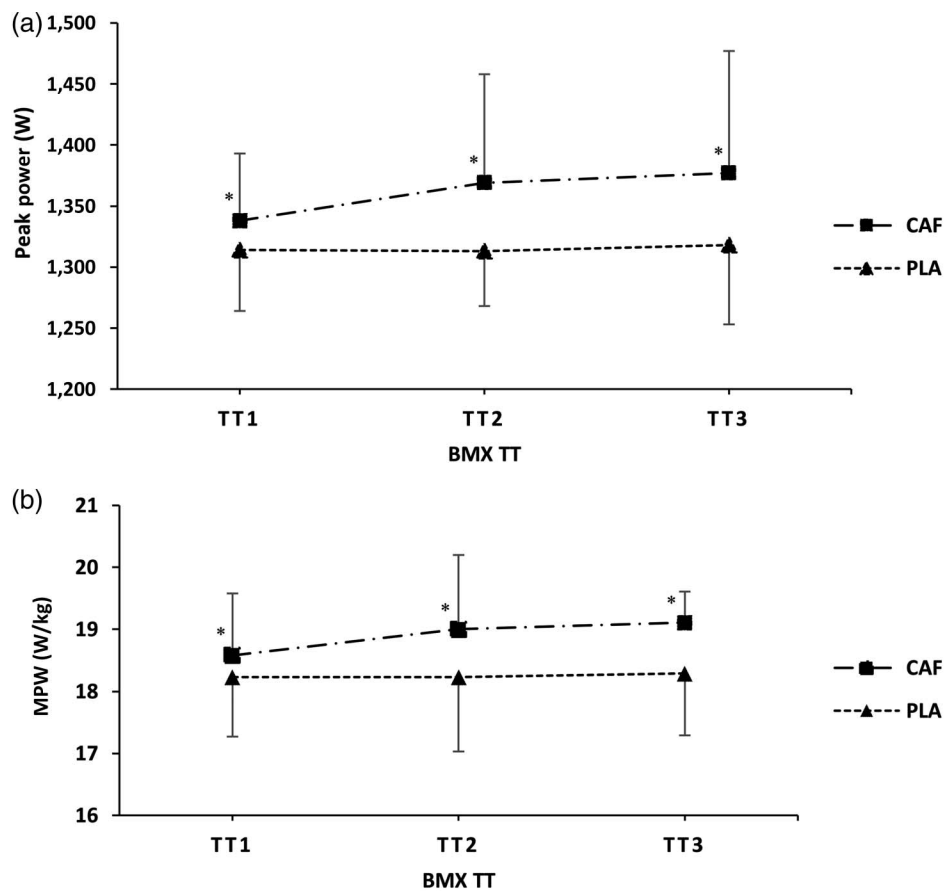 (a)
1,500
1,450
1,400
1,350
1,300
1,250
1,200
Peak power (W)
*
*
*
CAF
PLA
TT1 TT2 TT3
BMX TT
(b)
21
20
19
18
17
16
MPW (W/kg)
*
*
*
CAF
PLA
TT1 TT2 TT3
BMX TT